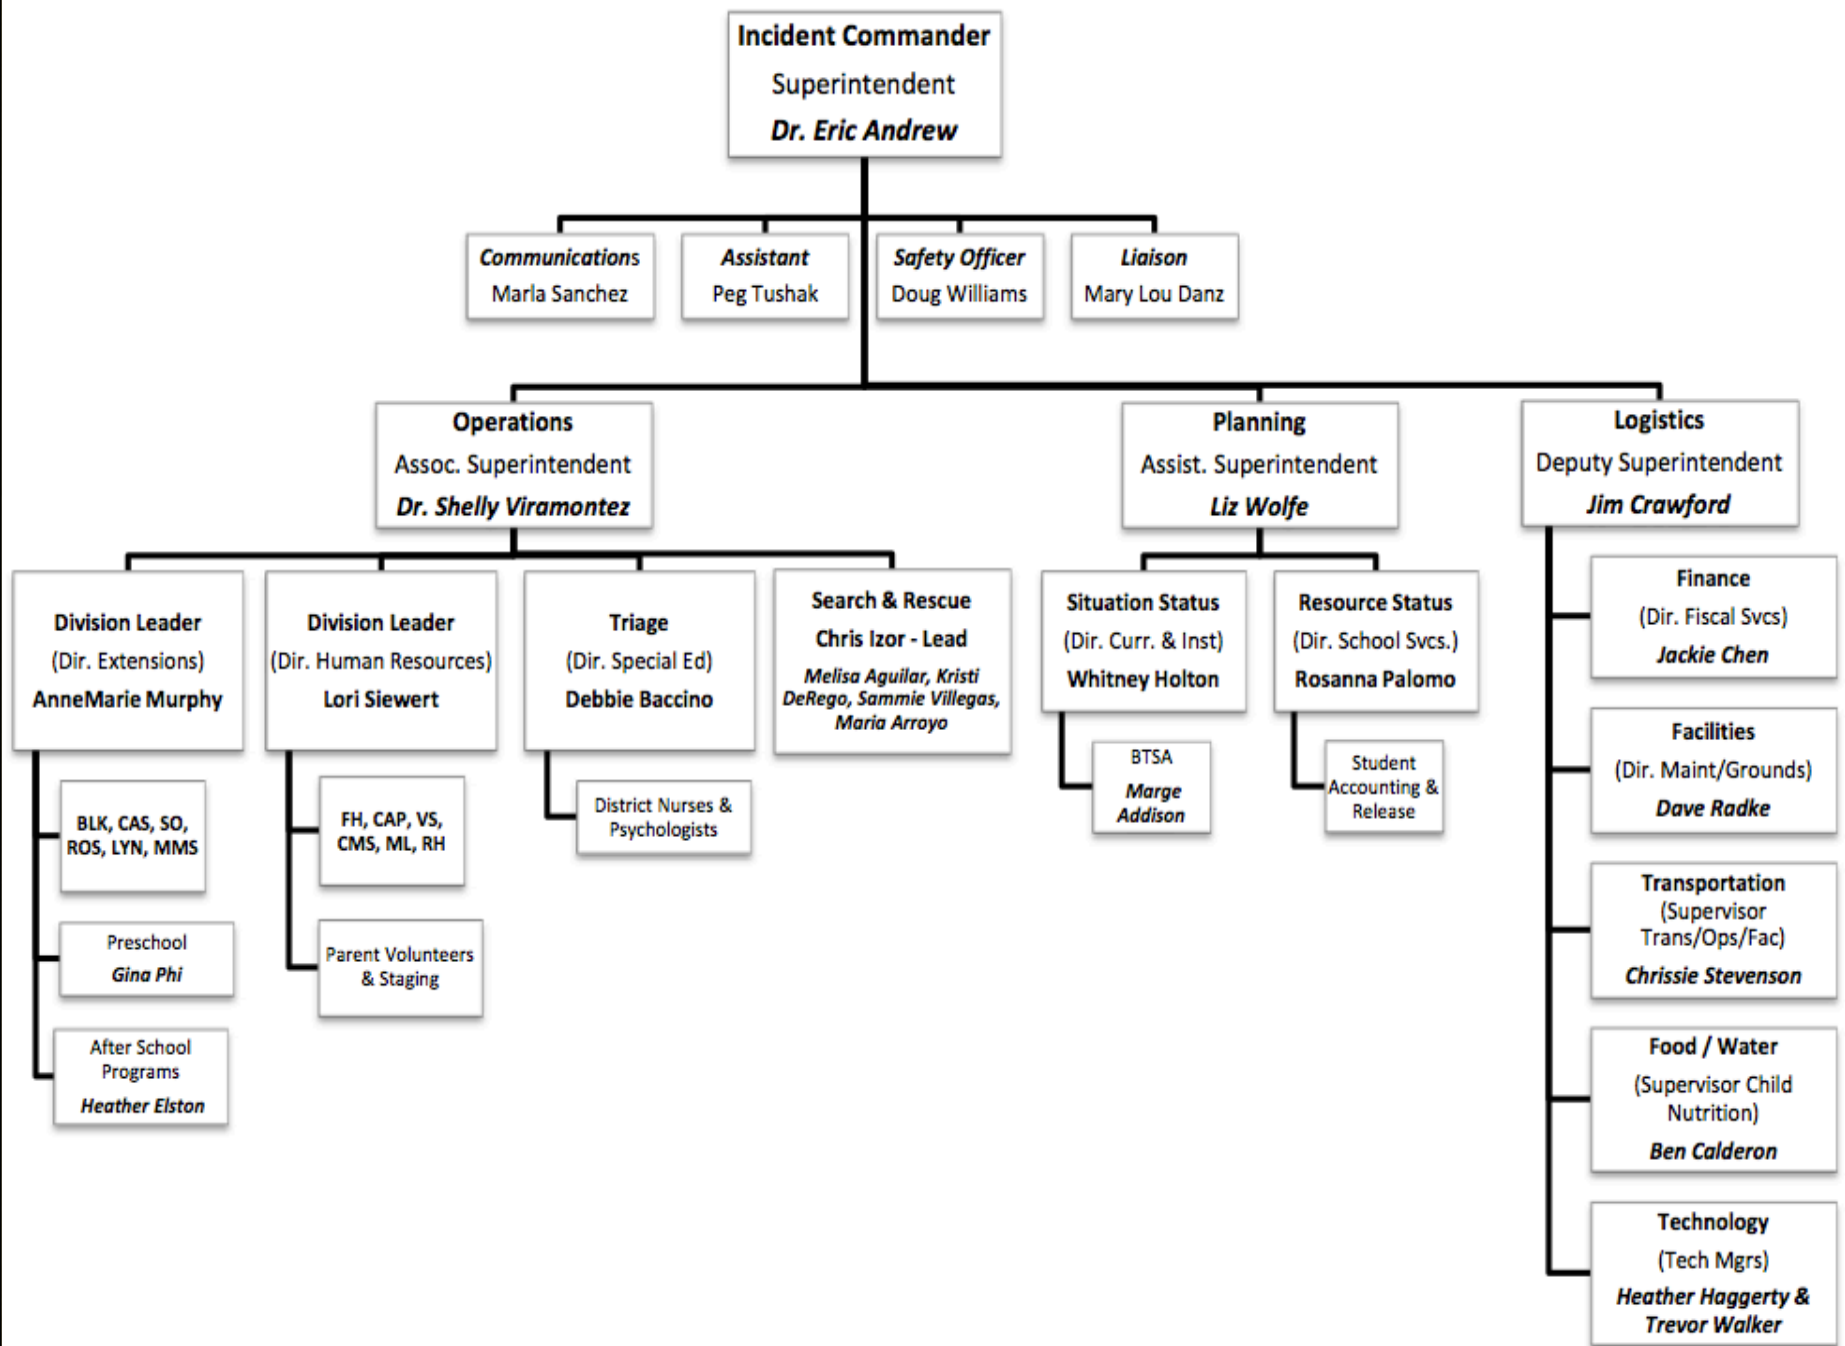 Incident Commander
Superintendent
Dr. Eric Andrew
Communications
Marla Sanchez
Assistant
Peg Tushak
Safety Officer
Doug Williams
Liaison
Mary Lou Danz
Operations
Assoc. Superintendent
Dr. Shelly Viramontez
Planning
Assist. Superintendent
Liz Wolfe
Logistics
Deputy Superintendent
Jim Crawford
Division Leader
(Dir. Extensions)
AnneMarie Murphy
BLK, CAS, SO,
ROS, LYN, MMS
Preschool
Gina Phi
After School
Programs
Heather Elston
Division Leader
(Dir. Human Resources)
Lori Siewert
FH, CAP, VS,
CMS, ML, RH
Parent Volunteers
& Staging
Triage
(Dir. Special Ed)
Debbie Baccino
District Nurses &
Psychologists
Search & Rescue
Chris Izor - Lead
Melisa Aguilar, Kristi
DeRego, Sammie Villegas,
Maria Arroyo
Situation Status
(Dir. Curr. & Inst)
Whitney Holton
BTSA
Marge
Addison
Resource Status
(Dir. School Svcs.)
Rosanna Palomo
Student
Accounting &
Release
Finance
(Dir. Fiscal Svcs)
Jackie Chen
Facilities
(Dir. Maint/Grounds)
Dave Radke
Transportation
(Supervisor
Trans/Ops/Fac)
Chrissie Stevenson
Food / Water
(Supervisor Child
Nutrition)
Ben Calderon
Technology
(Tech Mgrs)
Heather Haggerty &
Trevor Walker